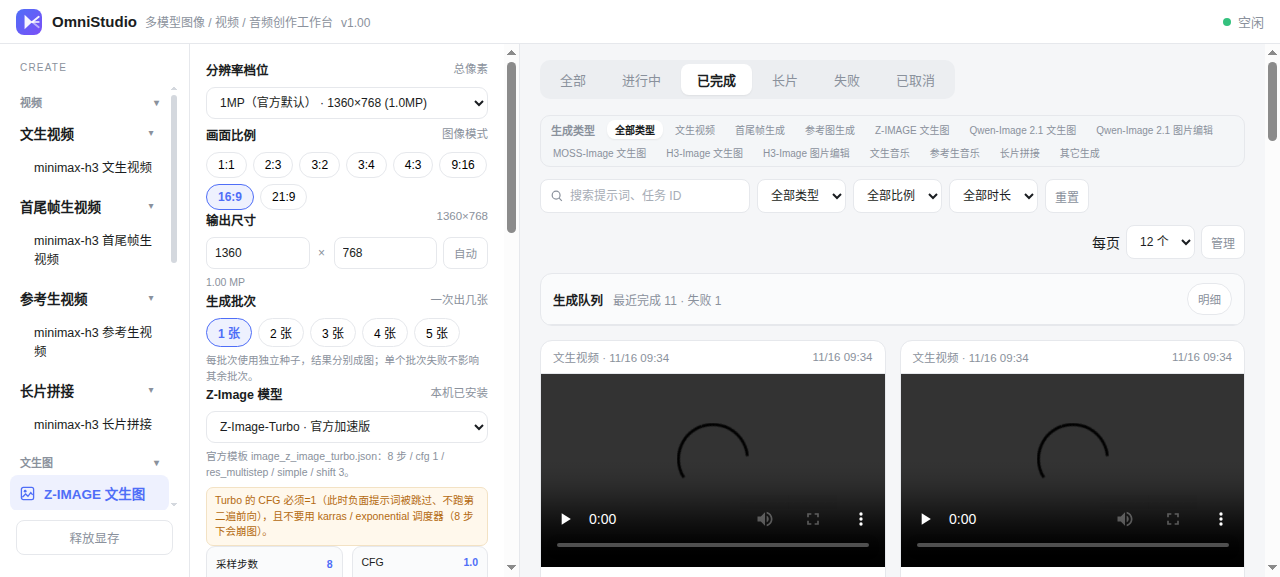 OmniStudio 多模型图像 / 视频 / 音频创作工作台 v1.00
空闲
CREATE
视频
文生视频
minimax-h3 文生视频
首尾帧生视频
minimax-h3 首尾帧生
视频
参考生视频
minimax-h3 参考生视
频
长片拼接
minimax-h3 长片拼接
文生图
Z-IMAGE 文生图
释放显存
分辨率档位 总像素
1MP（官方默认） · 1360×768 (1.0MP)
画面比例 图像模式
1:1 2:3 3:2 3:4 4:3 9:16
16:9 21:9
输出尺寸 1360×768
1360 × 768 自动
1.00 MP
生成批次 一次出几张
1 张 2 张 3 张 4 张 5 张
每批次使用独立种子，结果分别成图；单个批次失败不影响
其余批次。
Z-Image 模型 本机已安装
Z-Image-Turbo · 官方加速版
官方模板 image_z_image_turbo.json：8 步 / cfg 1 /
res_multistep / simple / shift 3。
Turbo 的 CFG 必须=1（此时负面提示词被跳过、不跑第
二遍前向），且不要用 karras / exponential 调度器（8 步
下会崩图）。
采样步数 8 CFG 1.0
全部 进行中 已完成 长片 失败 已取消
生成类型 全部类型 文生视频 首尾帧生成 参考图生成 Z-IMAGE 文生图 Qwen-Image 2.1 文生图 Qwen-Image 2.1 图片编辑
MOSS-Image 文生图 H3-Image 文生图 H3-Image 图片编辑 文生音乐 参考生音乐 长片拼接 其它生成
搜索提示词、任务 ID 全部类型 全部比例 全部时长 重置
每页 12 个 管理
生成队列 最近完成 11 · 失败 1 明细
文生视频 · 11/16 09:34 11/16 09:34
文生视频 · 11/16 09:34 11/16 09:34
0:00
0:00